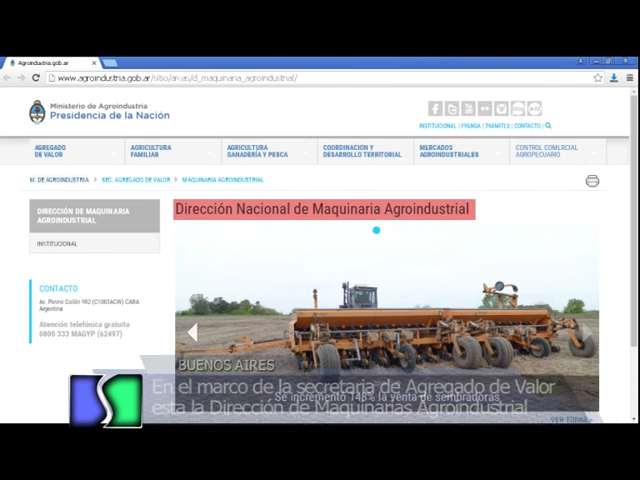 Agroindustria.gob.ar
www.agroindustria.gob.ar/sitio/areas/d_maquinaria_agroindustrial/
Ministerio de Agroindustria
Presidencia de la Nación
INSTITUCIONAL | PRENSA | TRAMITES | CONTACTO |
AGREGADO
DE VALOR
AGRICULTURA
FAMILIAR
AGRICULTURA
GANADERÍA Y PESCA
COORDINACIÓN Y
DESARROLLO TERRITORIAL
MERCADOS
AGROINDUSTRIALES
CONTROL COMERCIAL
AGROPECUARIO
M. DE AGROINDUSTRIA > SEC. AGREGADO DE VALOR > MAQUINARIA AGROINDUSTRIAL
DIRECCIÓN DE MAQUINARIA
AGROINDUSTRIAL
INSTITUCIONAL
Dirección Nacional de Maquinaria Agroindustrial
CONTACTO
Av. Paseo Colón 982 (C1063ACW) CABA
Argentina
Atención telefónica gratuita
0800 333 MAGYP (62497)
BUENOS AIRES
En el marco de la secretaria de Agregado de Valor
esta la Dirección de Maquinarias Agroindustrial
Se incrementó 148% la venta de sembradoras
VER TODAS